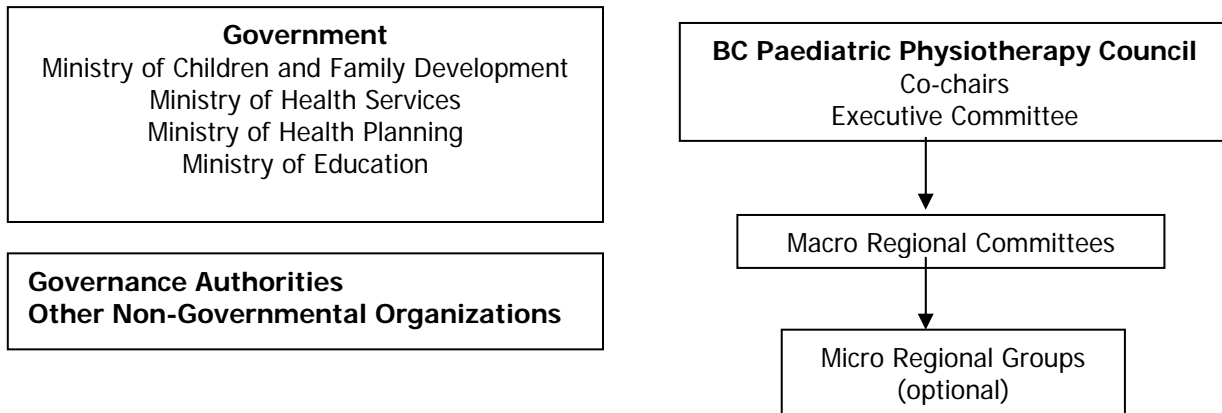 Government
Ministry of Children and Family Development
Ministry of Health Services
Ministry of Health Planning
Ministry of Education
Governance Authorities
Other Non-Governmental Organizations
BC Paediatric Physiotherapy Council
Co-chairs
Executive Committee
Macro Regional Committees
Micro Regional Groups
(optional)